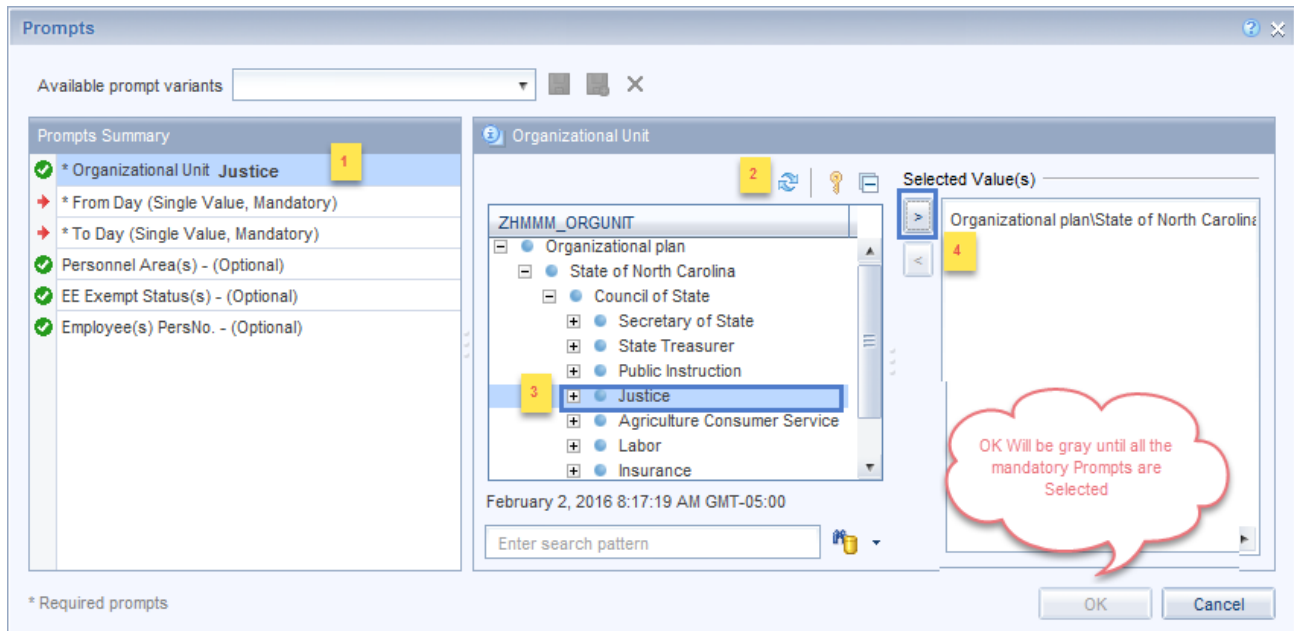 Prompts
Available prompt variants
Prompts Summary
* Organizational Unit Justice
1
* From Day (Single Value, Mandatory)
* To Day (Single Value, Mandatory)
Personnel Area(s) - (Optional)
EE Exempt Status(s) - (Optional)
Employee(s) PersNo. - (Optional)
Organizational Unit
2
ZHMMM_ORGUNIT
Organizational plan
State of North Carolina
Council of State
Secretary of State
State Treasurer
Public Instruction
3
Justice
Agriculture Consumer Service
Labor
Insurance
February 2, 2016 8:17:19 AM GMT-05:00
Enter search pattern
Selected Value(s)
>
<
4
Organizational plan\State of North Carolina
OK Will be gray until all the
mandatory Prompts are
Selected
* Required prompts
OK
Cancel